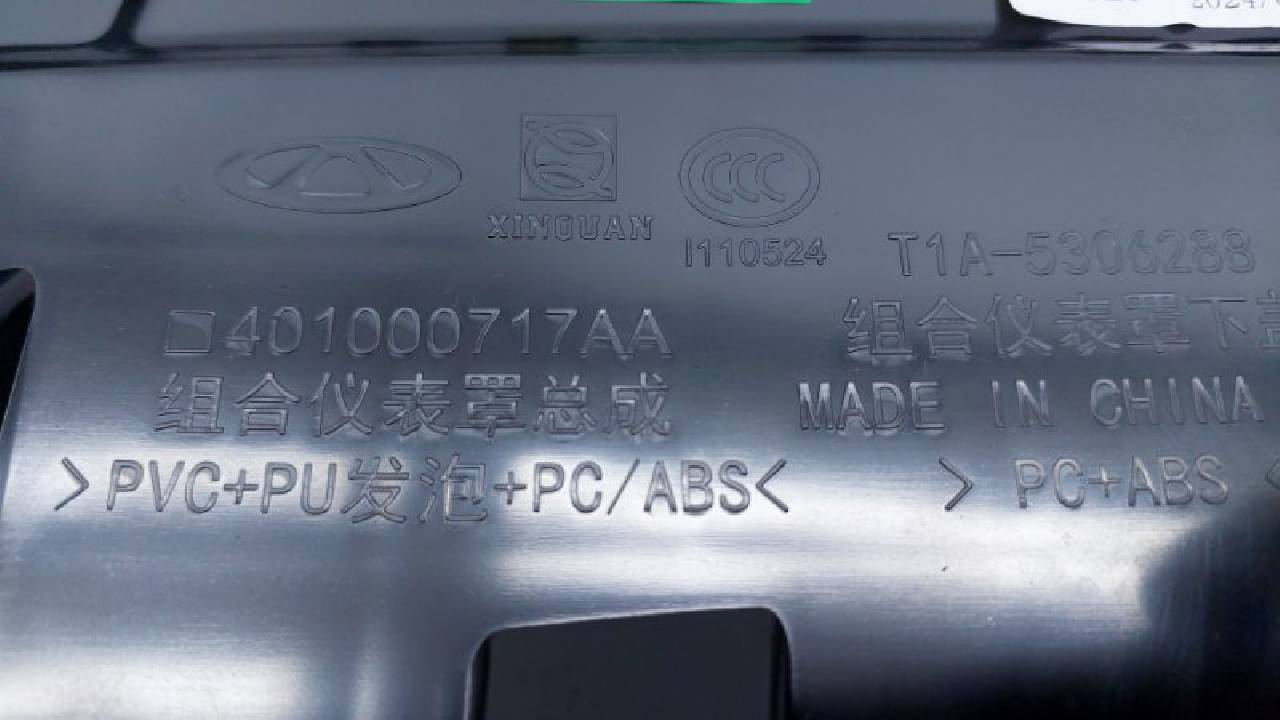 XINQUAN
I110524
T1A-5306288
□401000717AA
组合仪表罩下盖
组合仪表罩总成
MADE IN CHINA
>PVC+PU发泡+PC/ABS<
> PC+ABS <